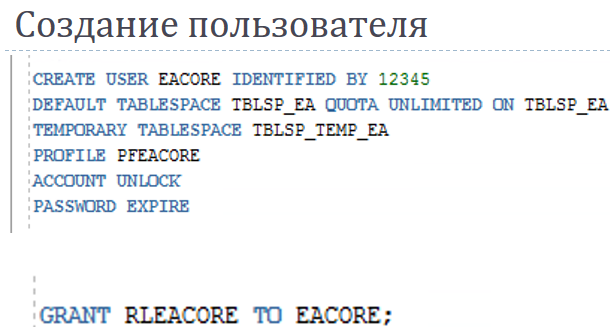 Создание пользователя
CREATE USER EACORE IDENTIFIED BY 12345
DEFAULT TABLESPACE TBLSP_EA QUOTA UNLIMITED ON TBLSP_EA
TEMPORARY TABLESPACE TBLSP_TEMP_EA
PROFILE PFEACORE
ACCOUNT UNLOCK
PASSWORD EXPIRE
GRANT RLEACORE TO EACORE;